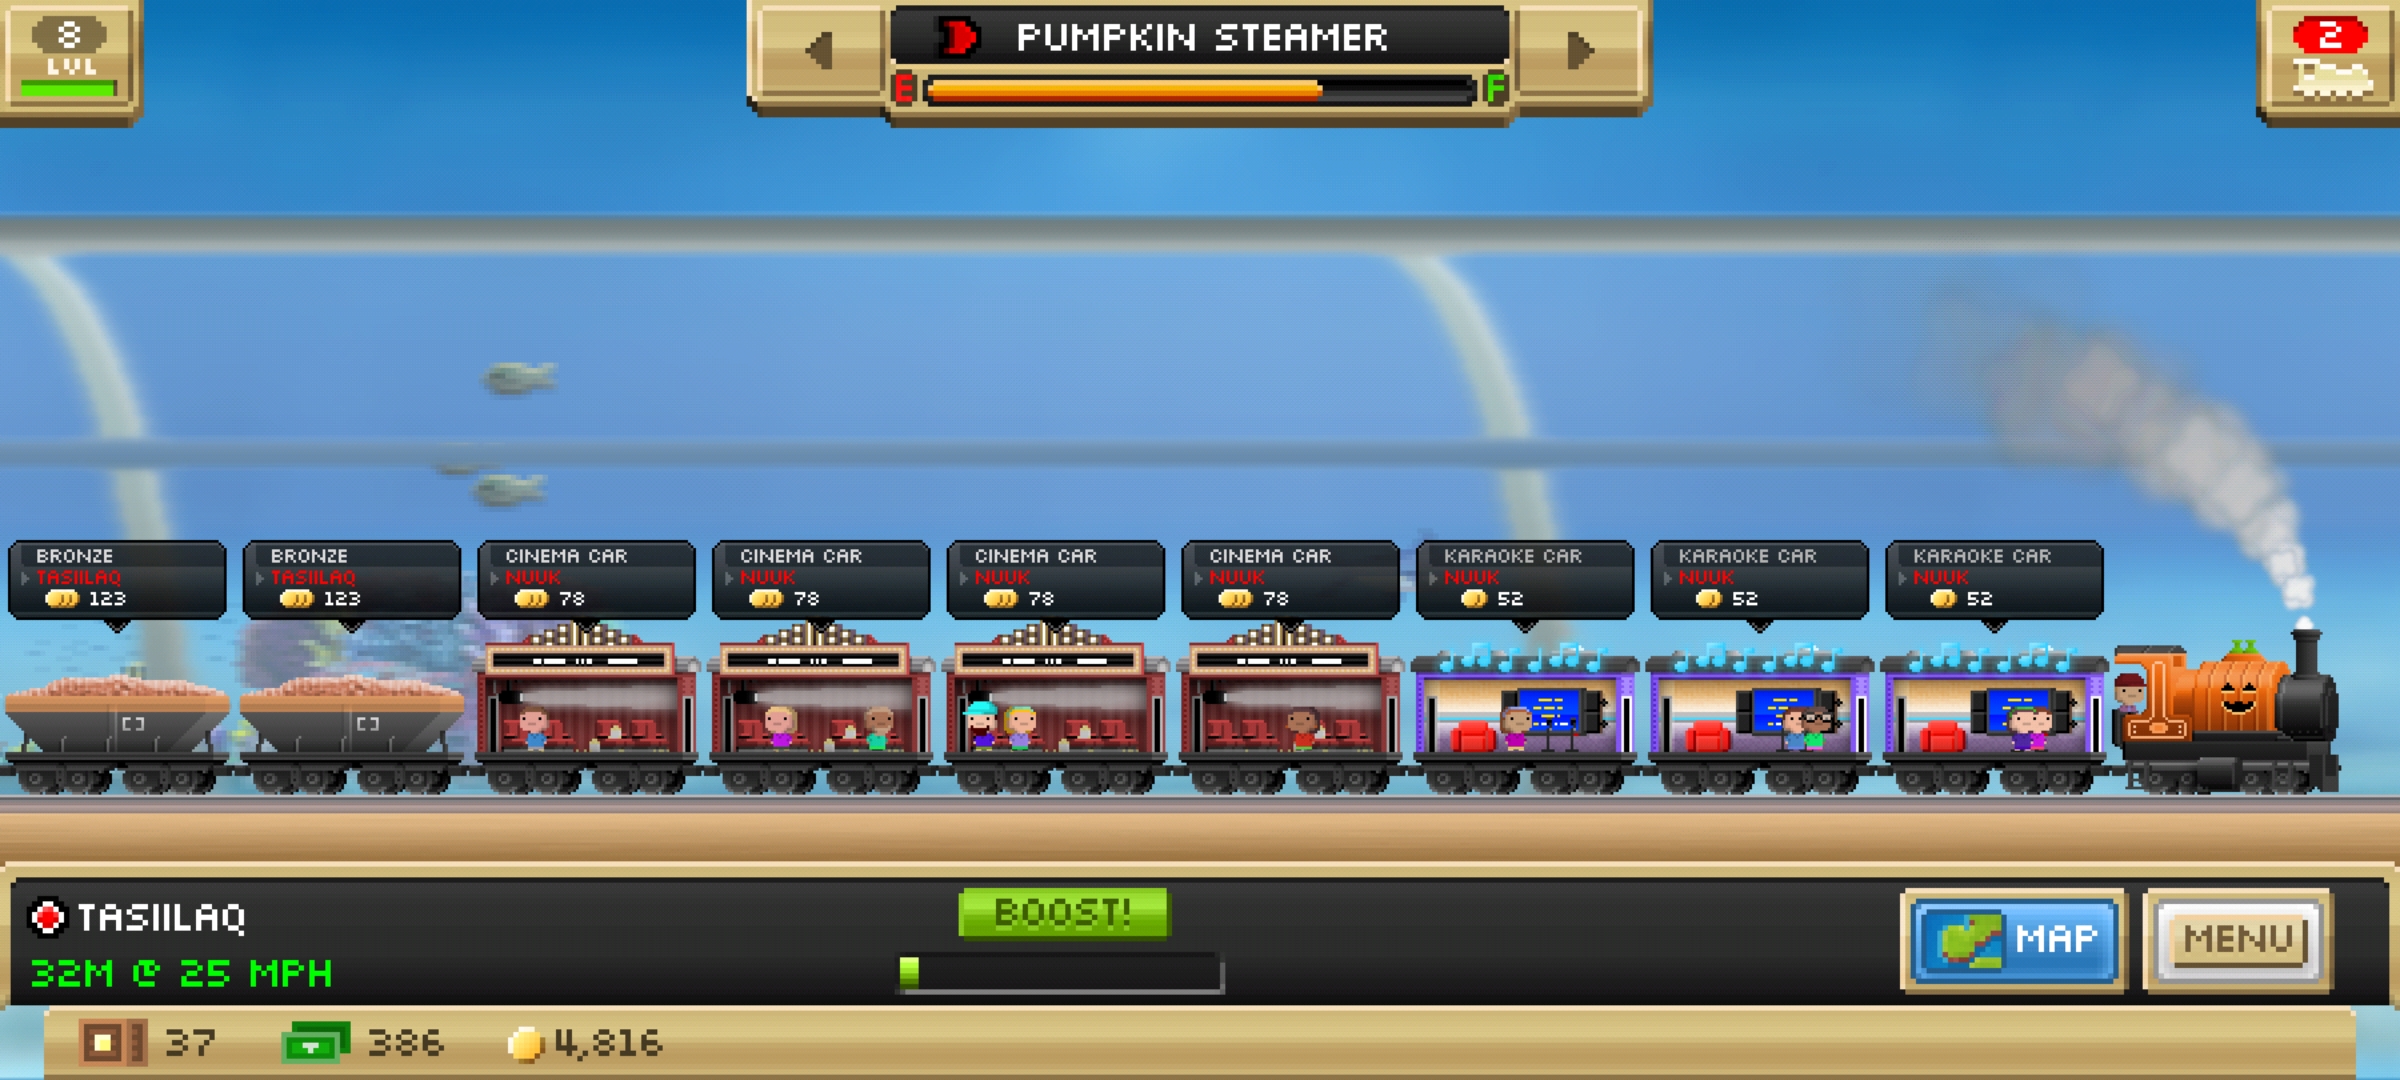 8
LVL
PUMPKIN STEAMER
E F
2
BRONZE
TASIILAQ
123
BRONZE
TASIILAQ
123
CINEMA CAR
NUUK
78
CINEMA CAR
NUUK
78
CINEMA CAR
NUUK
78
CINEMA CAR
NUUK
78
KARAOKE CAR
NUUK
52
KARAOKE CAR
NUUK
52
KARAOKE CAR
NUUK
52
TASIILAQ
32M @ 25 MPH
BOOST!
MAP
MENU
37
386
4,816